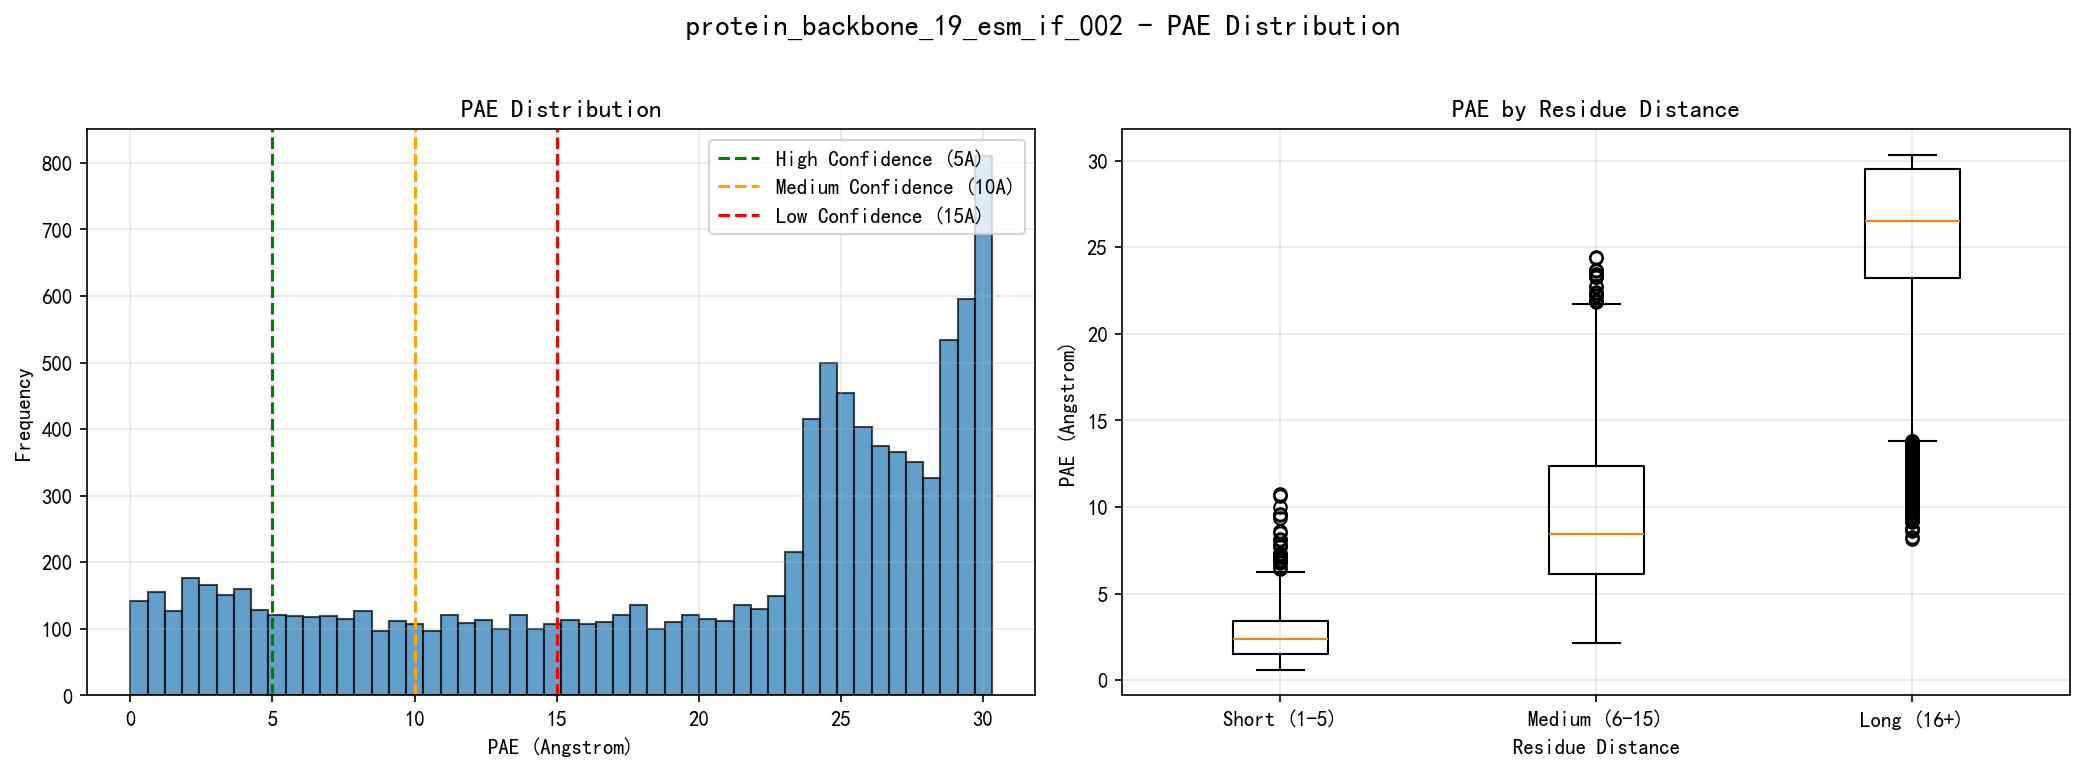 protein_backbone_19_esm_if_002 - PAE Distribution
PAE Distribution
High Confidence (5A)
Medium Confidence (10A)
Low Confidence (15A)
Frequency
0
100
200
300
400
500
600
700
800
0 5 10 15 20 25 30
PAE (Angstrom)
PAE by Residue Distance
PAE (Angstrom)
30
25
20
15
10
5
0
Short (1-5) Medium (6-15) Long (16+)
Residue Distance